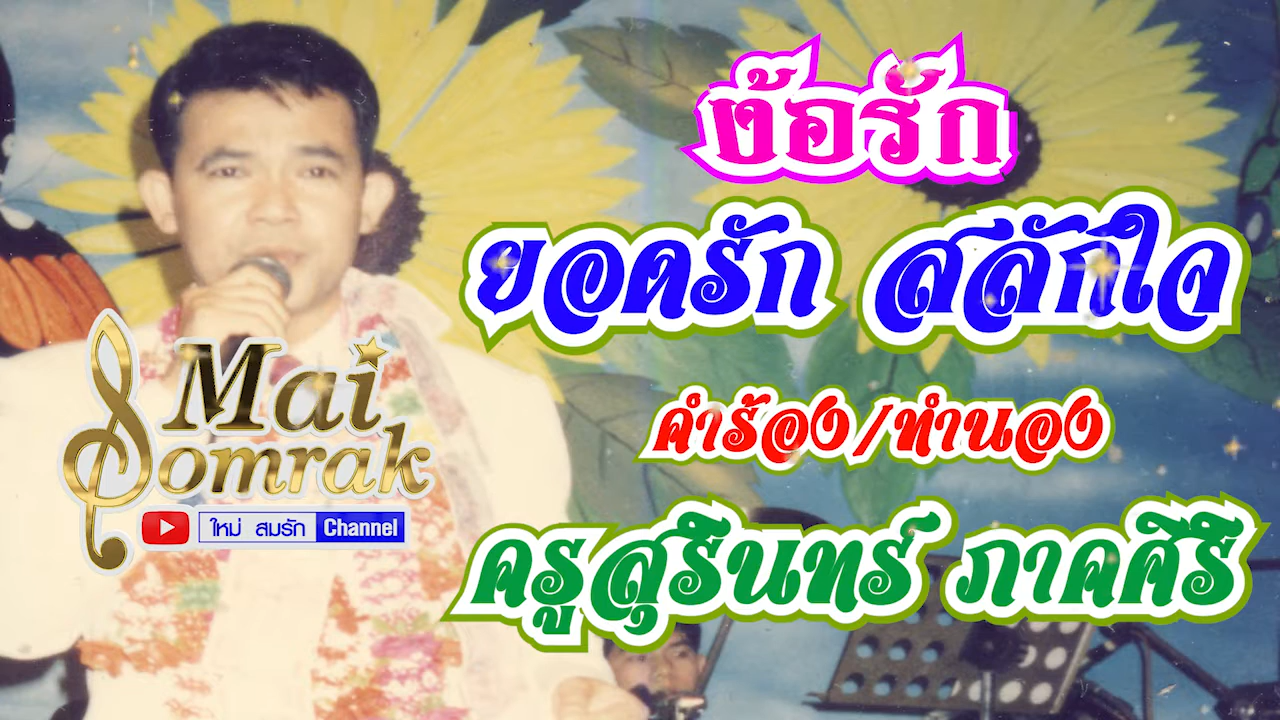 ง้อรัก
ยอดรัก สลักใจ
คำร้อง/ทำนอง
ครูสุรินทร์ ภาคศิริ
Mai
Somrak
ใหม่ สมรัก Channel